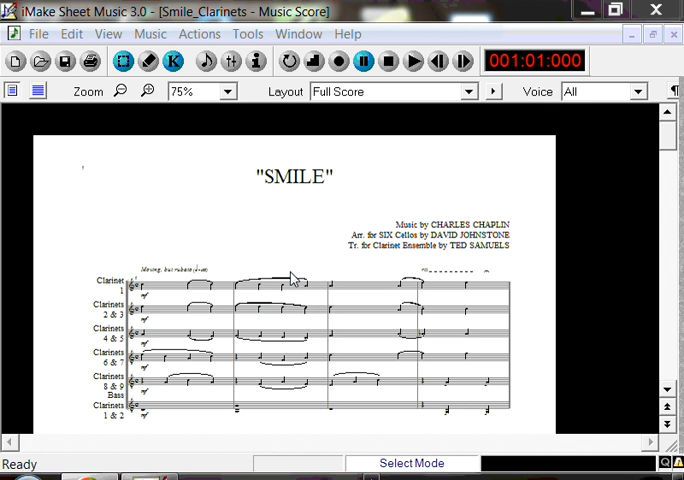 iMake Sheet Music 3.0 - [Smile_Clarinets - Music Score]
File Edit View Music Actions Tools Window Help
001:01:000
Zoom 75% Layout Full Score Voice All
"SMILE"
Music by CHARLES CHAPLIN
Arr. for SIX Cellos by DAVID JOHNSTONE
Tr. for Clarinet Ensemble by TED SAMUELS
Moving, but rubato
Clarinet
1
Clarinets
2 & 3
Clarinets
4 & 5
Clarinets
6 & 7
Clarinets
8 & 9
Bass
Clarinets
1 & 2
Ready Select Mode